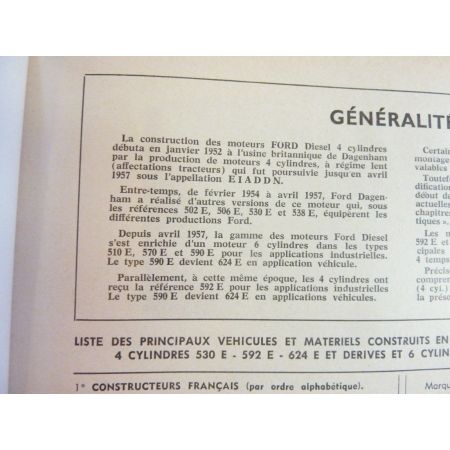 GÉNÉRALITÉ
La construction des moteurs FORD Diesel 4 cylindres
débuta en janvier 1952 à l'usine britannique de Dagenham
par la production de moteurs 4 cylindres, à régime lent
(affectations tracteurs) qui fut poursuivie jusqu'en avril
1957 sous l'appellation E I A D D N.
Entre-temps, de février 1954 à avril 1957, Ford Dagen-
ham a réalisé d'autres versions de ce moteur qui, sous
les références 502 E, 506 E, 530 E et 538 E, équipèrent les
différentes productions Ford.
Depuis avril 1957, la gamme des moteurs Ford Diesel
s'est enrichie d'un moteur 6 cylindres dans les types
510 E, 570 E et 590 E pour les applications industrielles.
Le type 590 E devient 624 E en application véhicule.
Parallèlement, à cette même époque, les 4 cylindres ont
reçu la référence 592 E pour les applications industrielles
Le type 590 E devient 624 E en applications véhicules.
Certain
montage
valables
Toutefo
dification
début de
actuelles
chapitre
tiques».
Les m
592 E et
cipales
4 temps
Précis
compren
(4 cyl.)
la prése
LISTE DES PRINCIPAUX VEHICULES ET MATERIELS CONSTRUITS EN
4 CYLINDRES 530 E - 592 E - 624 E ET DERIVES ET 6 CYLIN
1° CONSTRUCTEURS FRANÇAIS (par ordre alphabétique).
Marqu